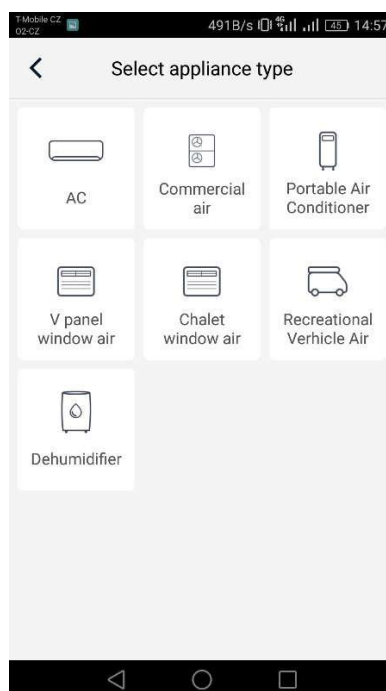 T-Mobile CZ
O2-CZ
491B/s 4G 45 14:57
Select appliance type
AC
Commercial
air
Portable Air
Conditioner
V panel
window air
Chalet
window air
Recreational
Verhicle Air
Dehumidifier